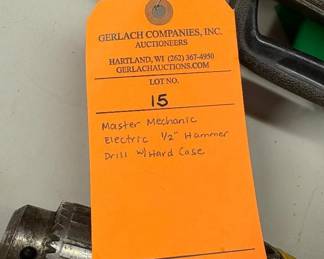 GERLACH COMPANIES, INC.
AUCTIONEERS
HARTLAND, WI (262) 367-4950
GERLACHAUCTIONS.COM
LOT NO.
15
Master Mechanic
Electric 1/2" Hammer
Drill w/ Hard Case